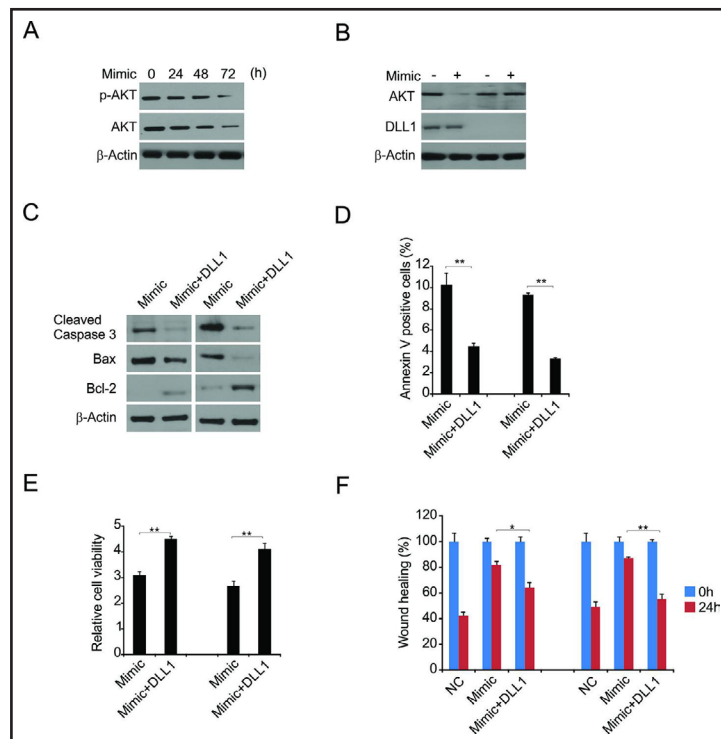 A
Mimic 0 24 48 72 (h)
p-AKT
AKT
β-Actin
B
Mimic - + - +
AKT
DLL1
β-Actin
C
Mimic Mimic+DLL1 Mimic Mimic+DLL1
Cleaved
Caspase 3
Bax
Bcl-2
β-Actin
D
Annexin V positive cells (%)
12
10
8
6
4
2
0
** **
Mimic Mimic+DLL1 Mimic Mimic+DLL1
E
Relative cell viability
5
4
3
2
1
0
** **
Mimic Mimic+DLL1 Mimic Mimic+DLL1
F
Wound healing (%)
120
100
80
60
40
20
0
* **
NC Mimic Mimic+DLL1 NC Mimic Mimic+DLL1
0h
24h